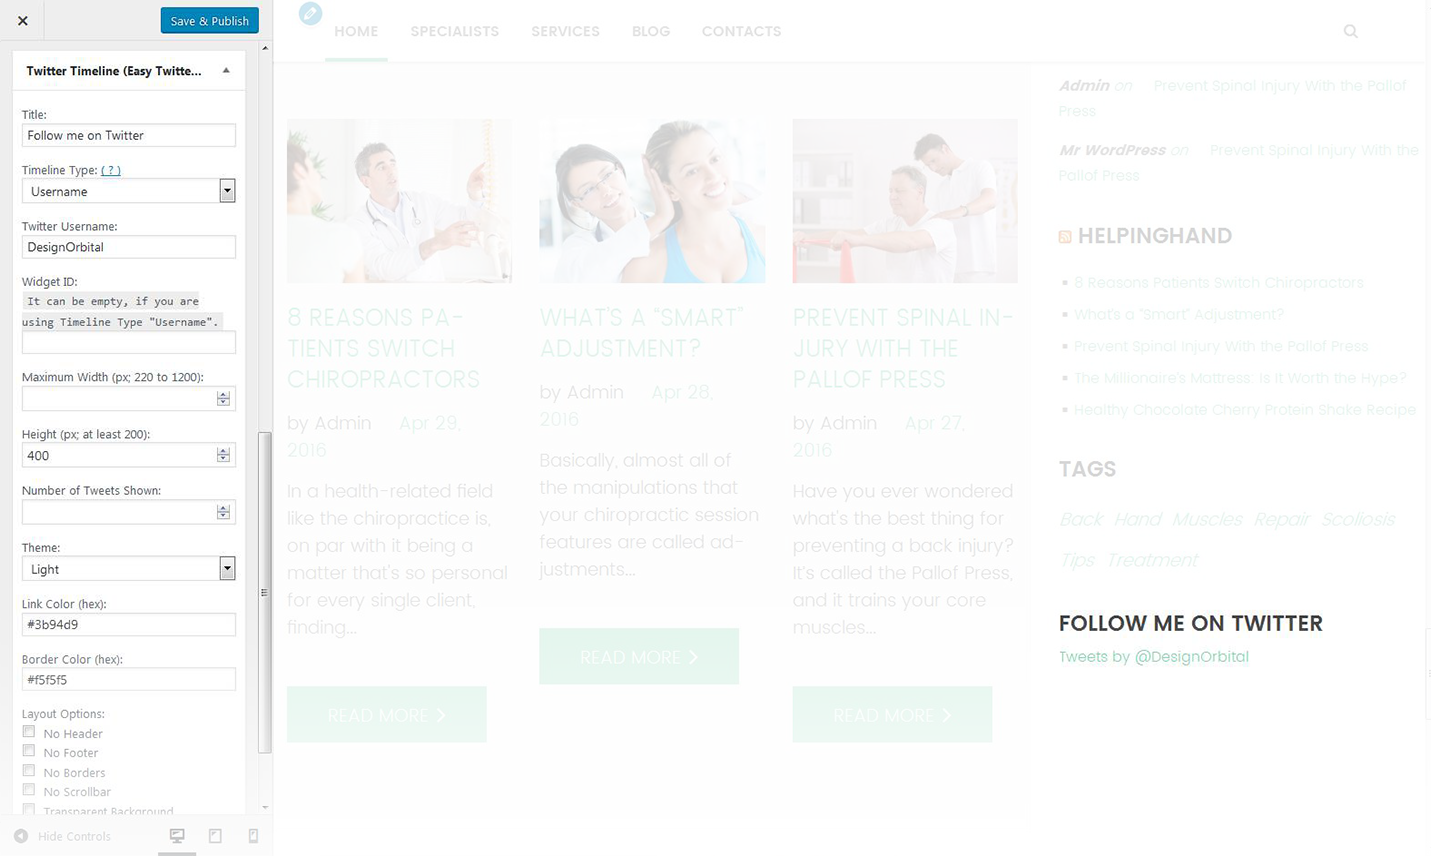 Save & Publish
Twitter Timeline (Easy Twitte...
Title:
Follow me on Twitter
Timeline Type: ( ? )
Username
Twitter Username:
DesignOrbital
Widget ID:
It can be empty, if you are
using Timeline Type "Username".
Maximum Width (px; 220 to 1200):
Height (px; at least 200):
400
Number of Tweets Shown:
Theme:
Light
Link Color (hex):
#3b94d9
Border Color (hex):
#f5f5f5
Layout Options:
No Header
No Footer
No Borders
No Scrollbar
Transparent Background
Hide Controls
HOME SPECIALISTS SERVICES BLOG CONTACTS
8 REASONS PA-
TIENTS SWITCH
CHIROPRACTORS
by Admin Apr 29,
2016
In a health-related field
like the chiropractice is,
on par with it being a
matter that's so personal
for every single client,
finding...
READ MORE
WHAT'S A “SMART”
ADJUSTMENT?
by Admin Apr 28,
2016
Basically, almost all of
the manipulations that
your chiropractic session
features are called ad-
justments...
READ MORE
PREVENT SPINAL IN-
JURY WITH THE
PALLOF PRESS
by Admin Apr 27,
2016
Have you ever wondered
what's the best thing for
preventing a back injury?
It's called the Pallof Press,
and it trains your core
muscles...
READ MORE
Admin on Prevent Spinal Injury With the Pallof
Press
Mr WordPress on Prevent Spinal Injury With the
Pallof Press
HELPINGHAND
8 Reasons Patients Switch Chiropractors
What's a “Smart” Adjustment?
Prevent Spinal Injury With the Pallof Press
The Millionaire's Mattress: Is It Worth the Hype?
Healthy Chocolate Cherry Protein Shake Recipe
TAGS
Back Hand Muscles Repair Scoliosis
Tips Treatment
FOLLOW ME ON TWITTER
Tweets by @DesignOrbital